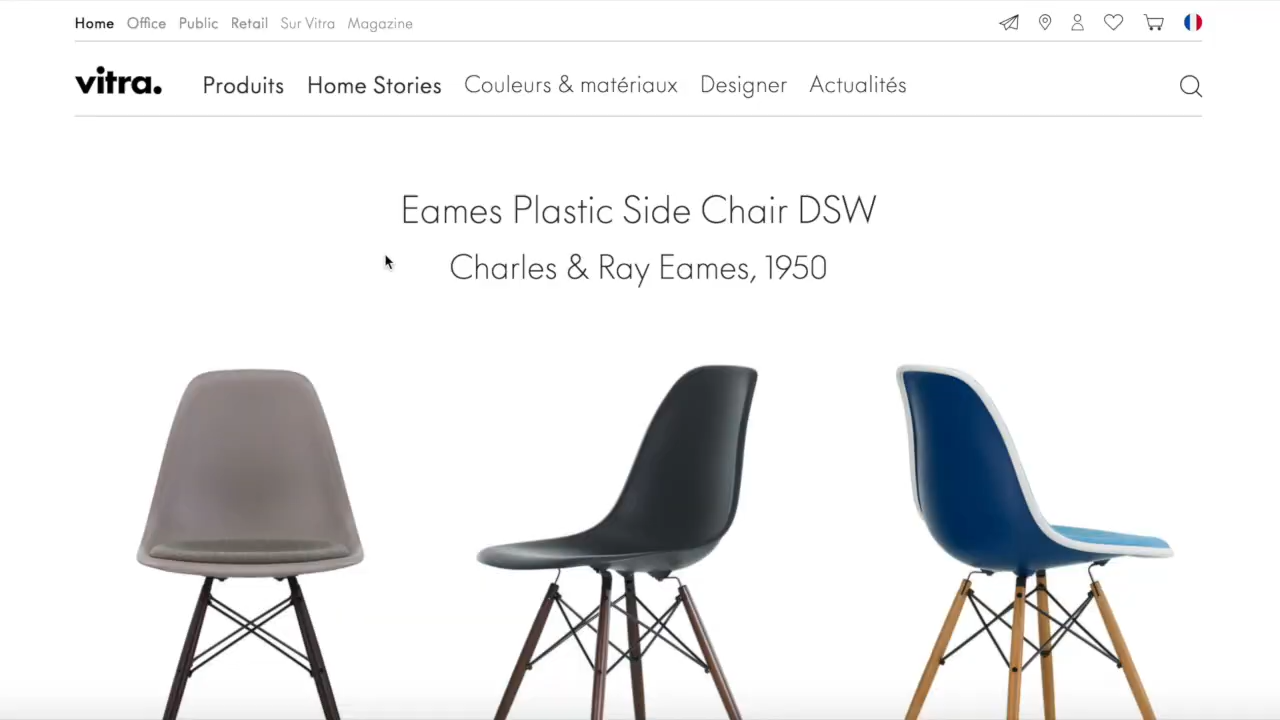 Home Office Public Retail Sur Vitra Magazine
vitra. Produits Home Stories Couleurs & matériaux Designer Actualités
Eames Plastic Side Chair DSW
Charles & Ray Eames, 1950